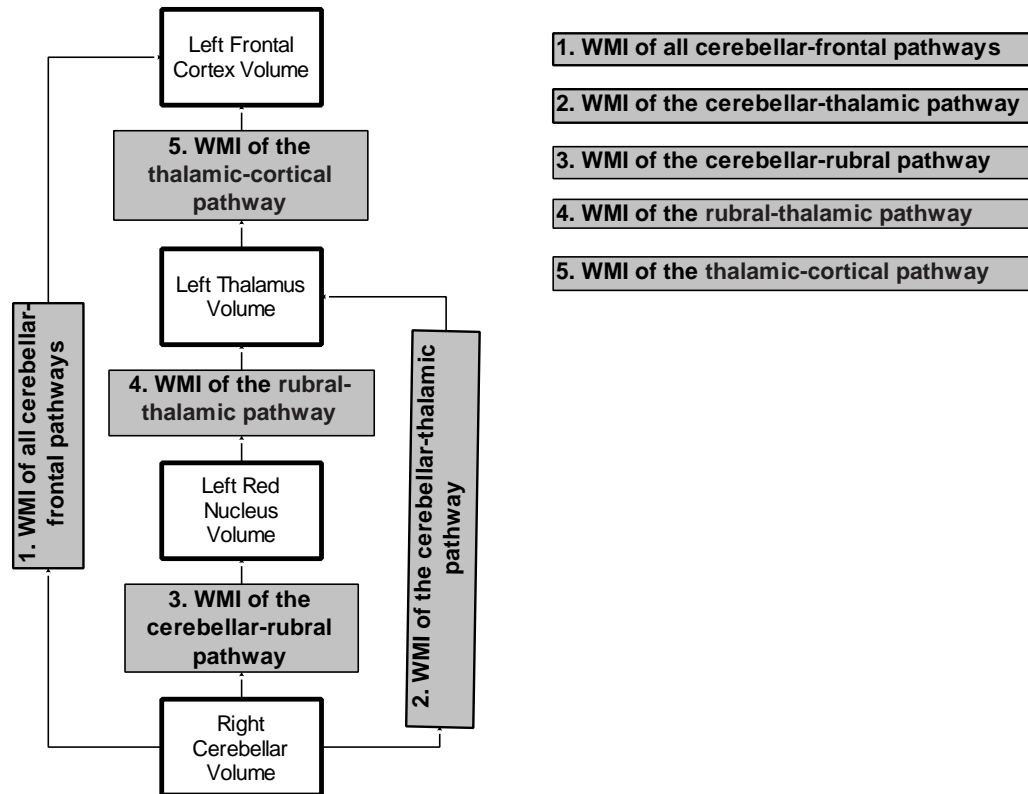 Left Frontal
Cortex Volume
5. WMI of the
thalamic-cortical
pathway
Left Thalamus
Volume
4. WMI of the rubral-
thalamic pathway
Left Red
Nucleus
Volume
3. WMI of the
cerebellar-rubral
pathway
Right
Cerebellar
Volume
1. WMI of all cerebellar-
frontal pathways
2. WMI of the cerebellar-thalamic
pathway
1. WMI of all cerebellar-frontal pathways
2. WMI of the cerebellar-thalamic pathway
3. WMI of the cerebellar-rubral pathway
4. WMI of the rubral-thalamic pathway
5. WMI of the thalamic-cortical pathway